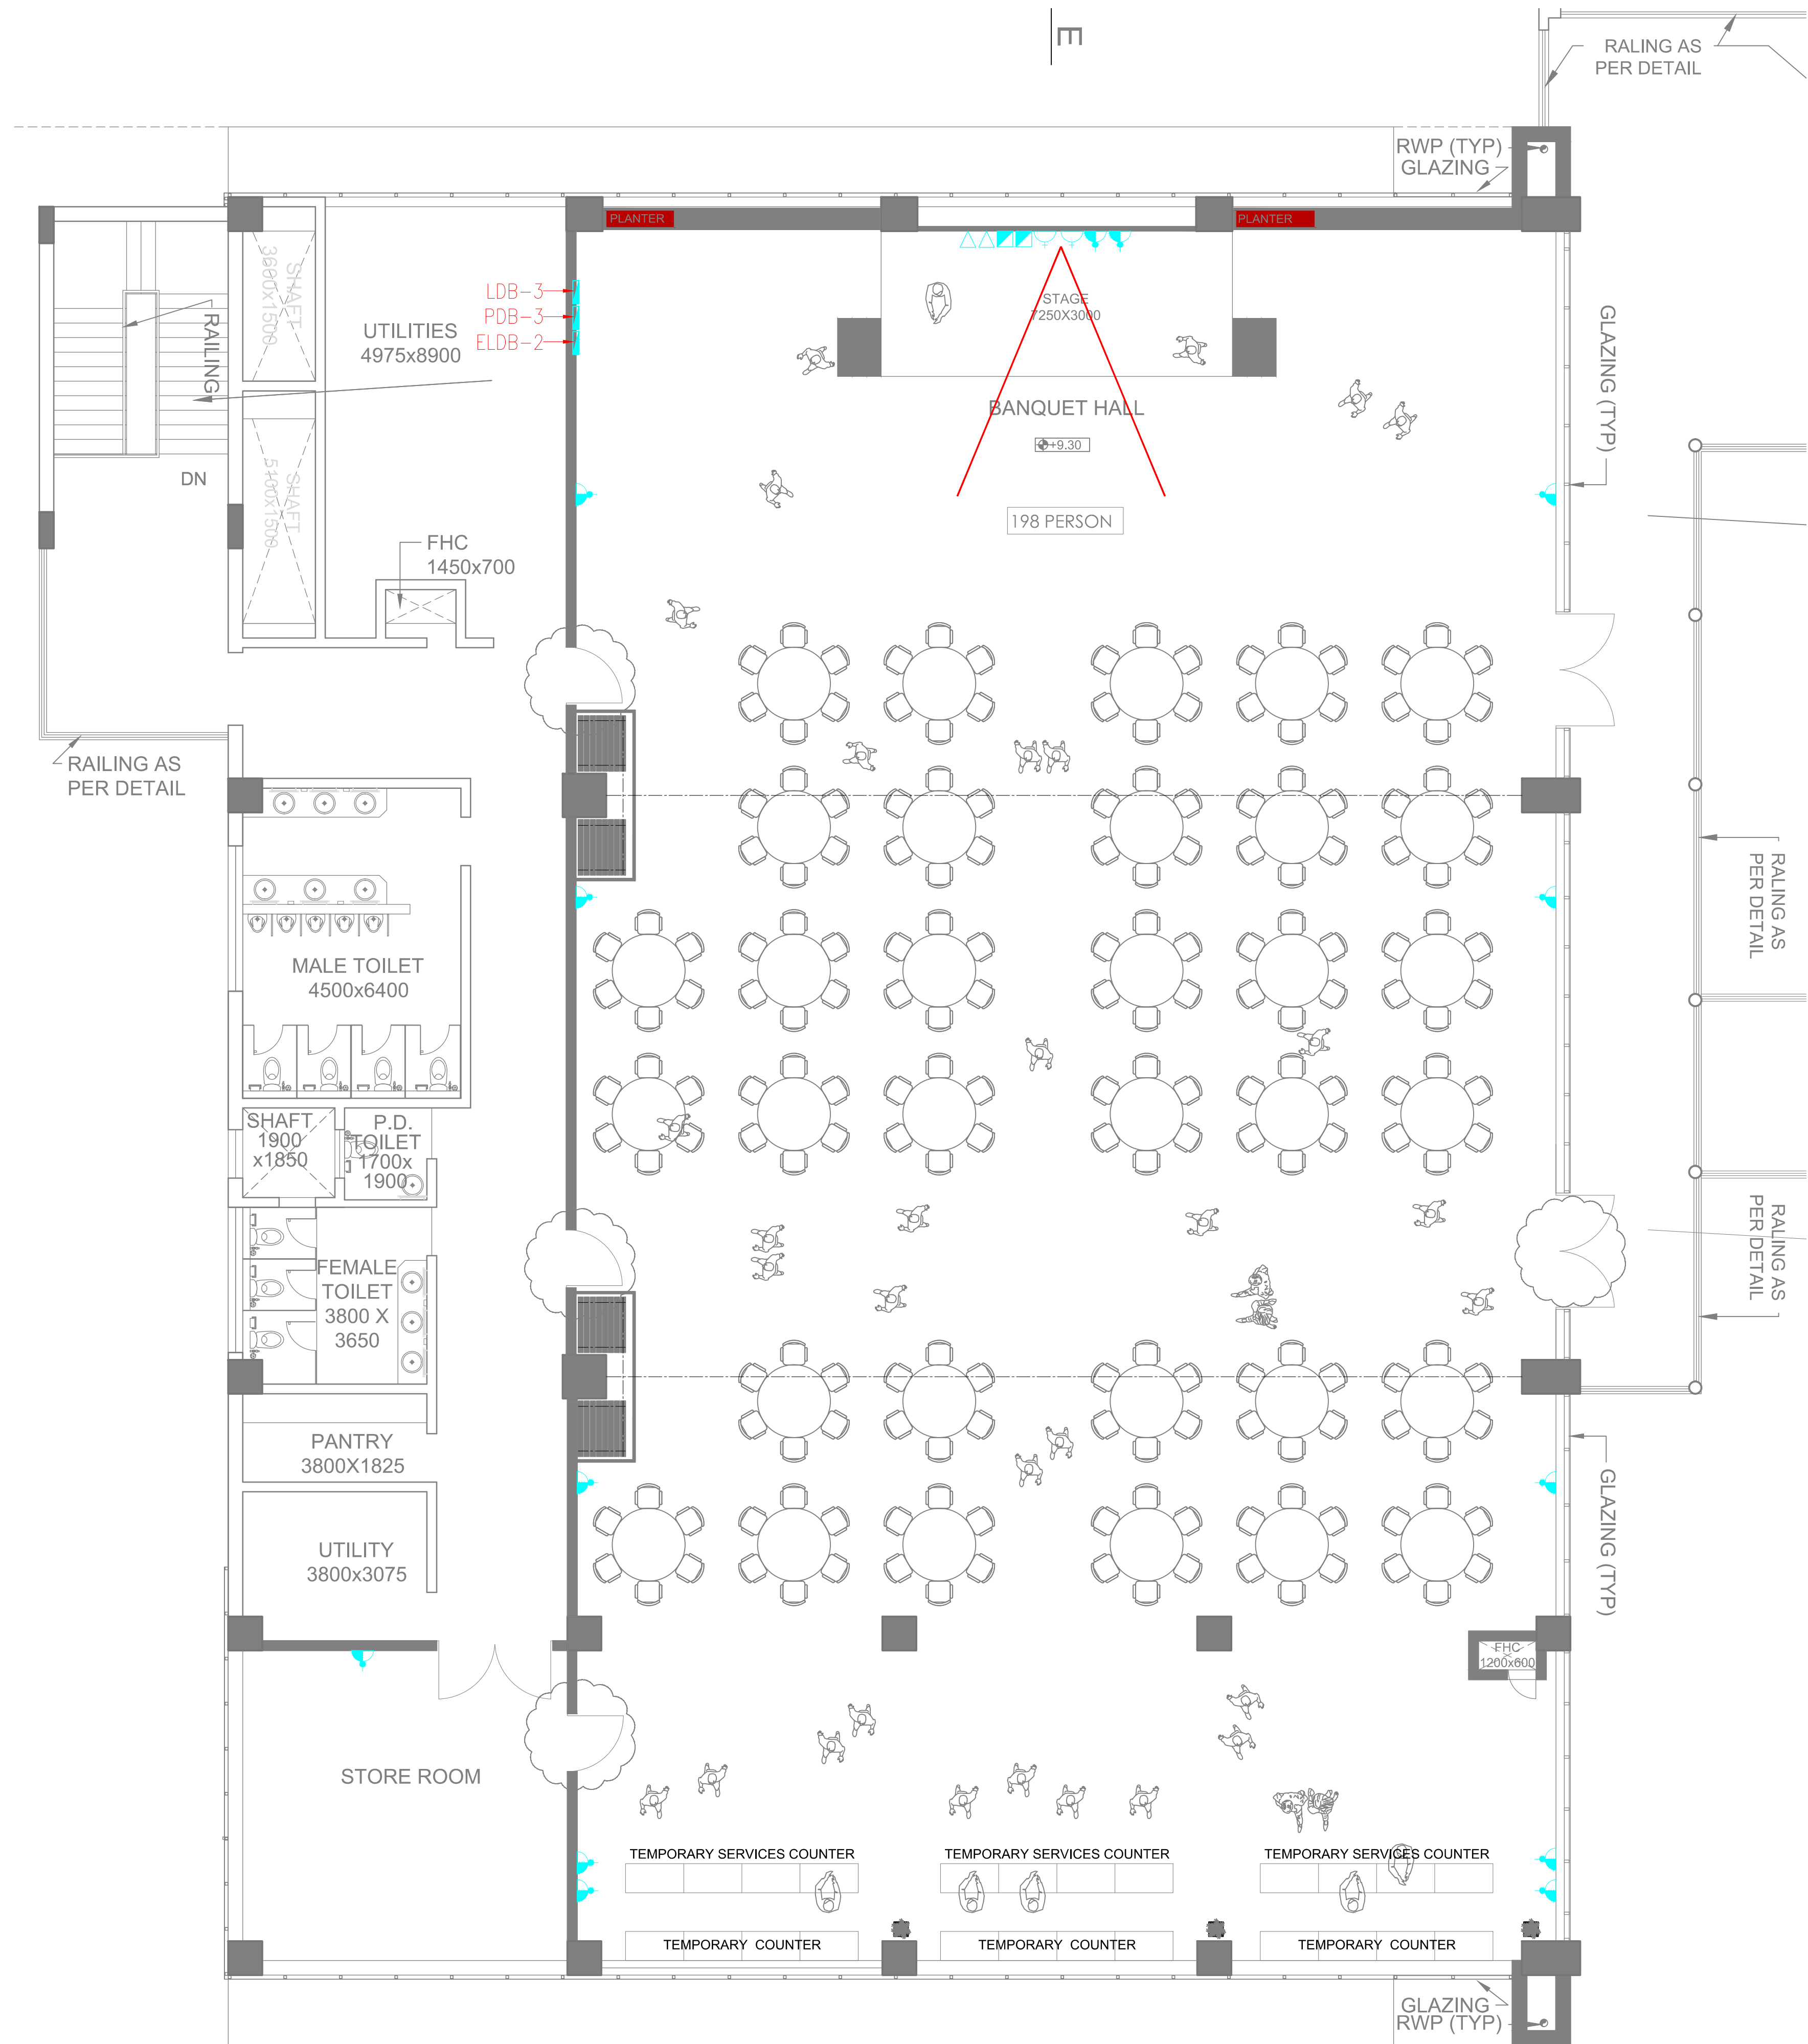 E
RALING AS
PER DETAIL
RWP (TYP)
GLAZING
PLANTER
PLANTER
SHAFT
3600x1500
RAILING
UTILITIES
4975x8900
LDB-3
PDB-3
ELDB-2
STAGE
7250X3000
GLAZING (TYP)
BANQUET HALL
+9.30
198 PERSON
DN
SHAFT
5100x1500
FHC
1450x700
RAILING AS
PER DETAIL
RALING AS
PER DETAIL
MALE TOILET
4500x6400
SHAFT
1900
x1850
P.D.
TOILET
1700x
1900
RALING AS
PER DETAIL
FEMALE
TOILET
3800 X
3650
PANTRY
3800X1825
GLAZING (TYP)
UTILITY
3800x3075
FHC
1200x600
STORE ROOM
TEMPORARY SERVICES COUNTER
TEMPORARY SERVICES COUNTER
TEMPORARY SERVICES COUNTER
TEMPORARY COUNTER
TEMPORARY COUNTER
TEMPORARY COUNTER
GLAZING
RWP (TYP)